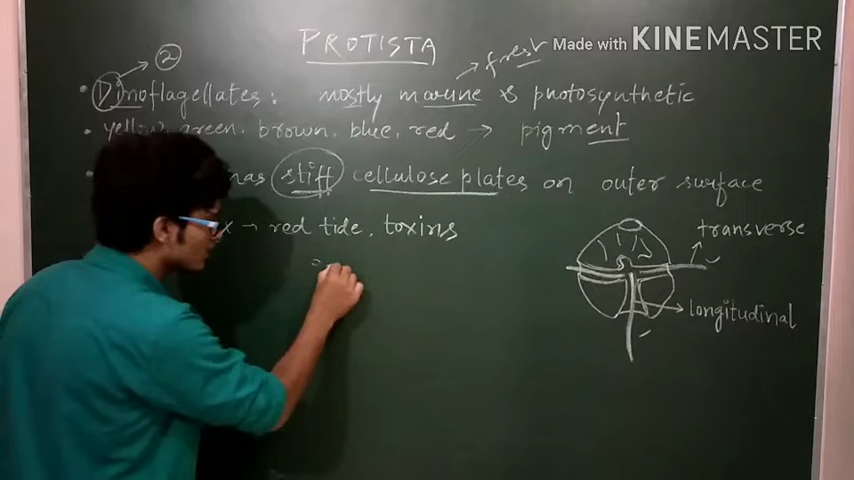 PROTISTA
Made with KINEMASTER
②
fresh
Dinoflagellates: mostly marine & photosynthetic
yellow, green, brown, blue, red → pigment
has stiff cellulose plates on outer surface
x → red tide, toxins
transverse
longitudinal